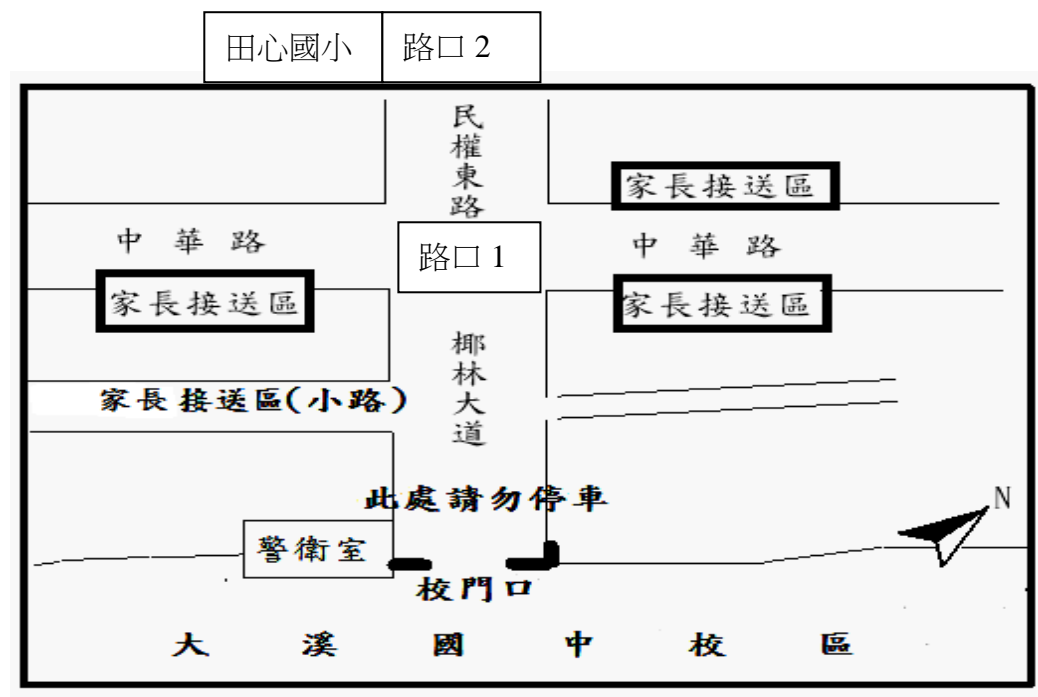 田心國小 路口 2
民權東路
家長接送區
中華路
路口 1
中華路
家長接送區
家長接送區
椰林大道
家長接送區(小路)
此處請勿停車
N
警衛室
校門口
大溪國中校區